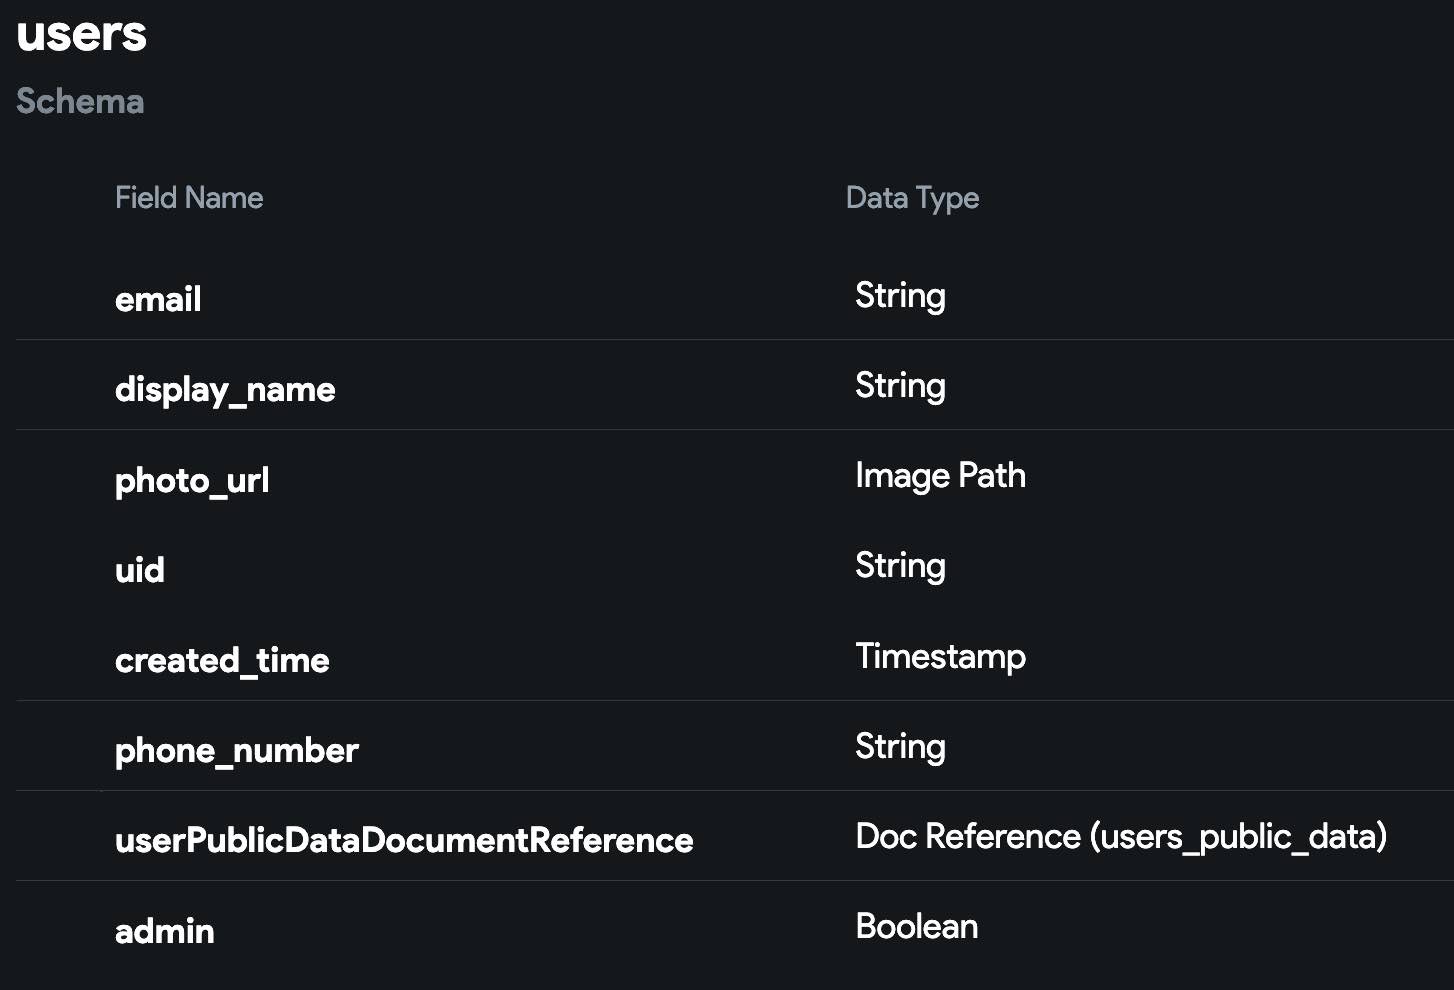 users
Schema
Field Name Data Type
email String
display_name String
photo_url Image Path
uid String
created_time Timestamp
phone_number String
userPublicDataDocumentReference Doc Reference (users_public_data)
admin Boolean